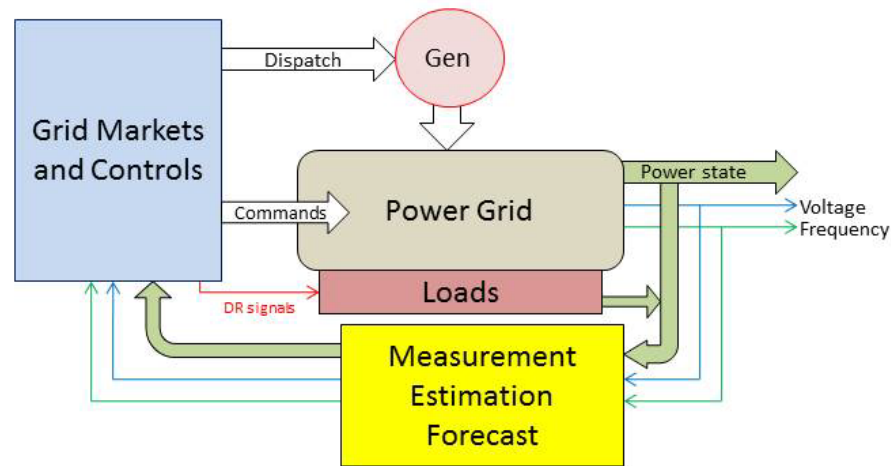 Dispatch
Gen
Grid Markets
and Controls
Power state
Commands
Power Grid
Voltage
Frequency
DR signals
Loads
Measurement
Estimation
Forecast